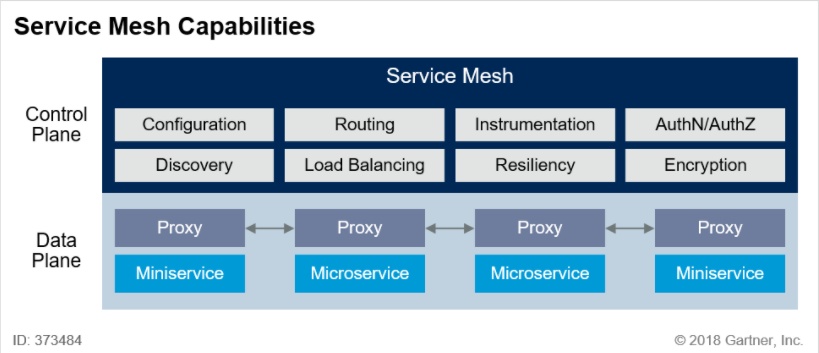 Service Mesh Capabilities
Service Mesh
Control
Plane
Configuration
Routing
Instrumentation
AuthN/AuthZ
Discovery
Load Balancing
Resiliency
Encryption
Data
Plane
Proxy
Proxy
Proxy
Proxy
Miniservice
Microservice
Microservice
Miniservice
ID: 373484
© 2018 Gartner, Inc.